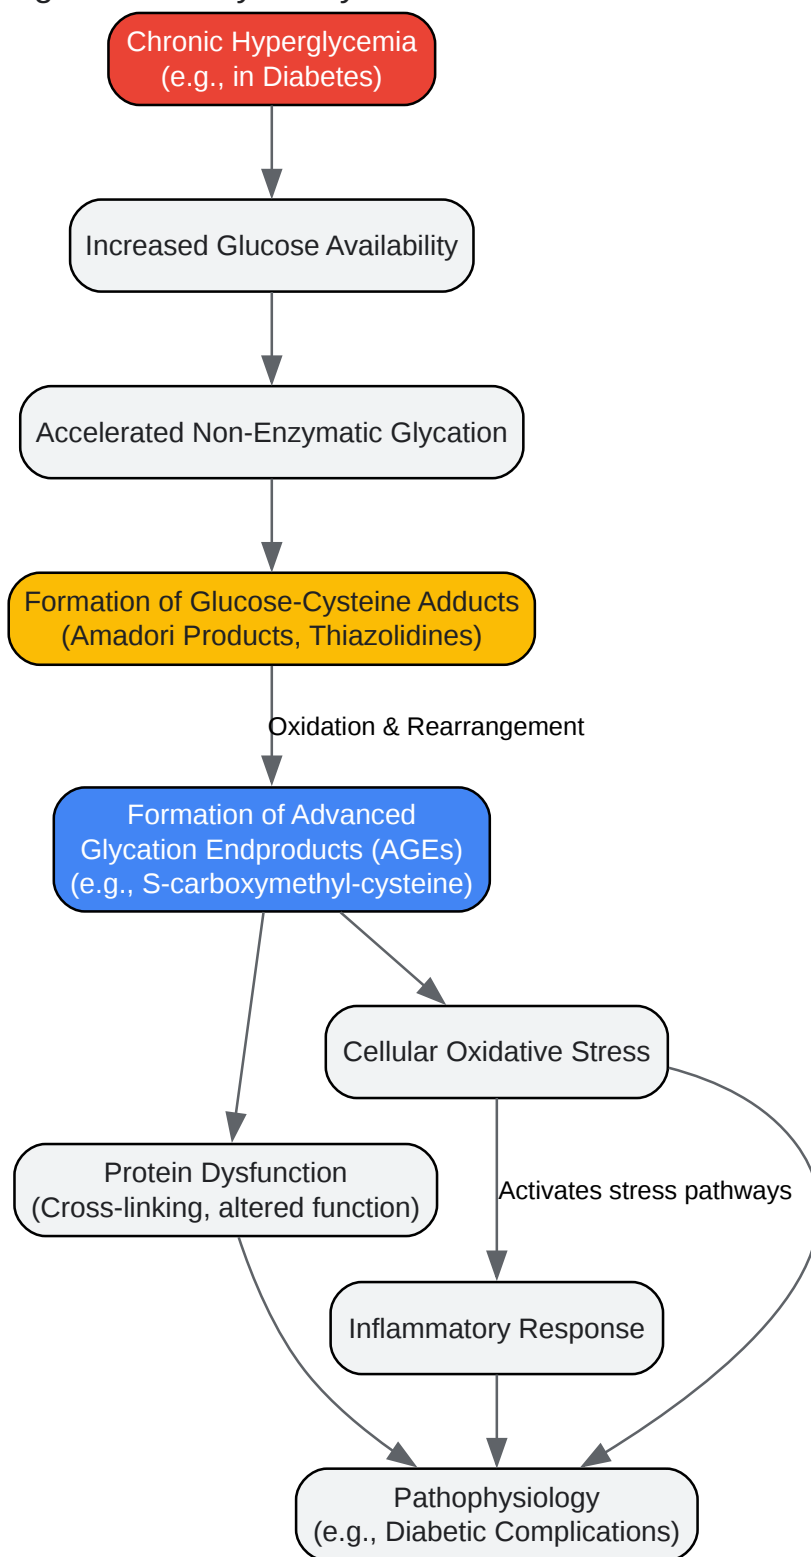 Chronic Hyperglycemia
(e.g., in Diabetes)
Increased Glucose Availability
Accelerated Non-Enzymatic Glycation
Formation of Glucose-Cysteine Adducts
(Amadori Products, Thiazolidines)
Oxidation & Rearrangement
Formation of Advanced
Glycation Endproducts (AGEs)
(e.g., S-carboxymethyl-cysteine)
Cellular Oxidative Stress
Protein Dysfunction
(Cross-linking, altered function)
Activates stress pathways
Inflammatory Response
Pathophysiology
(e.g., Diabetic Complications)